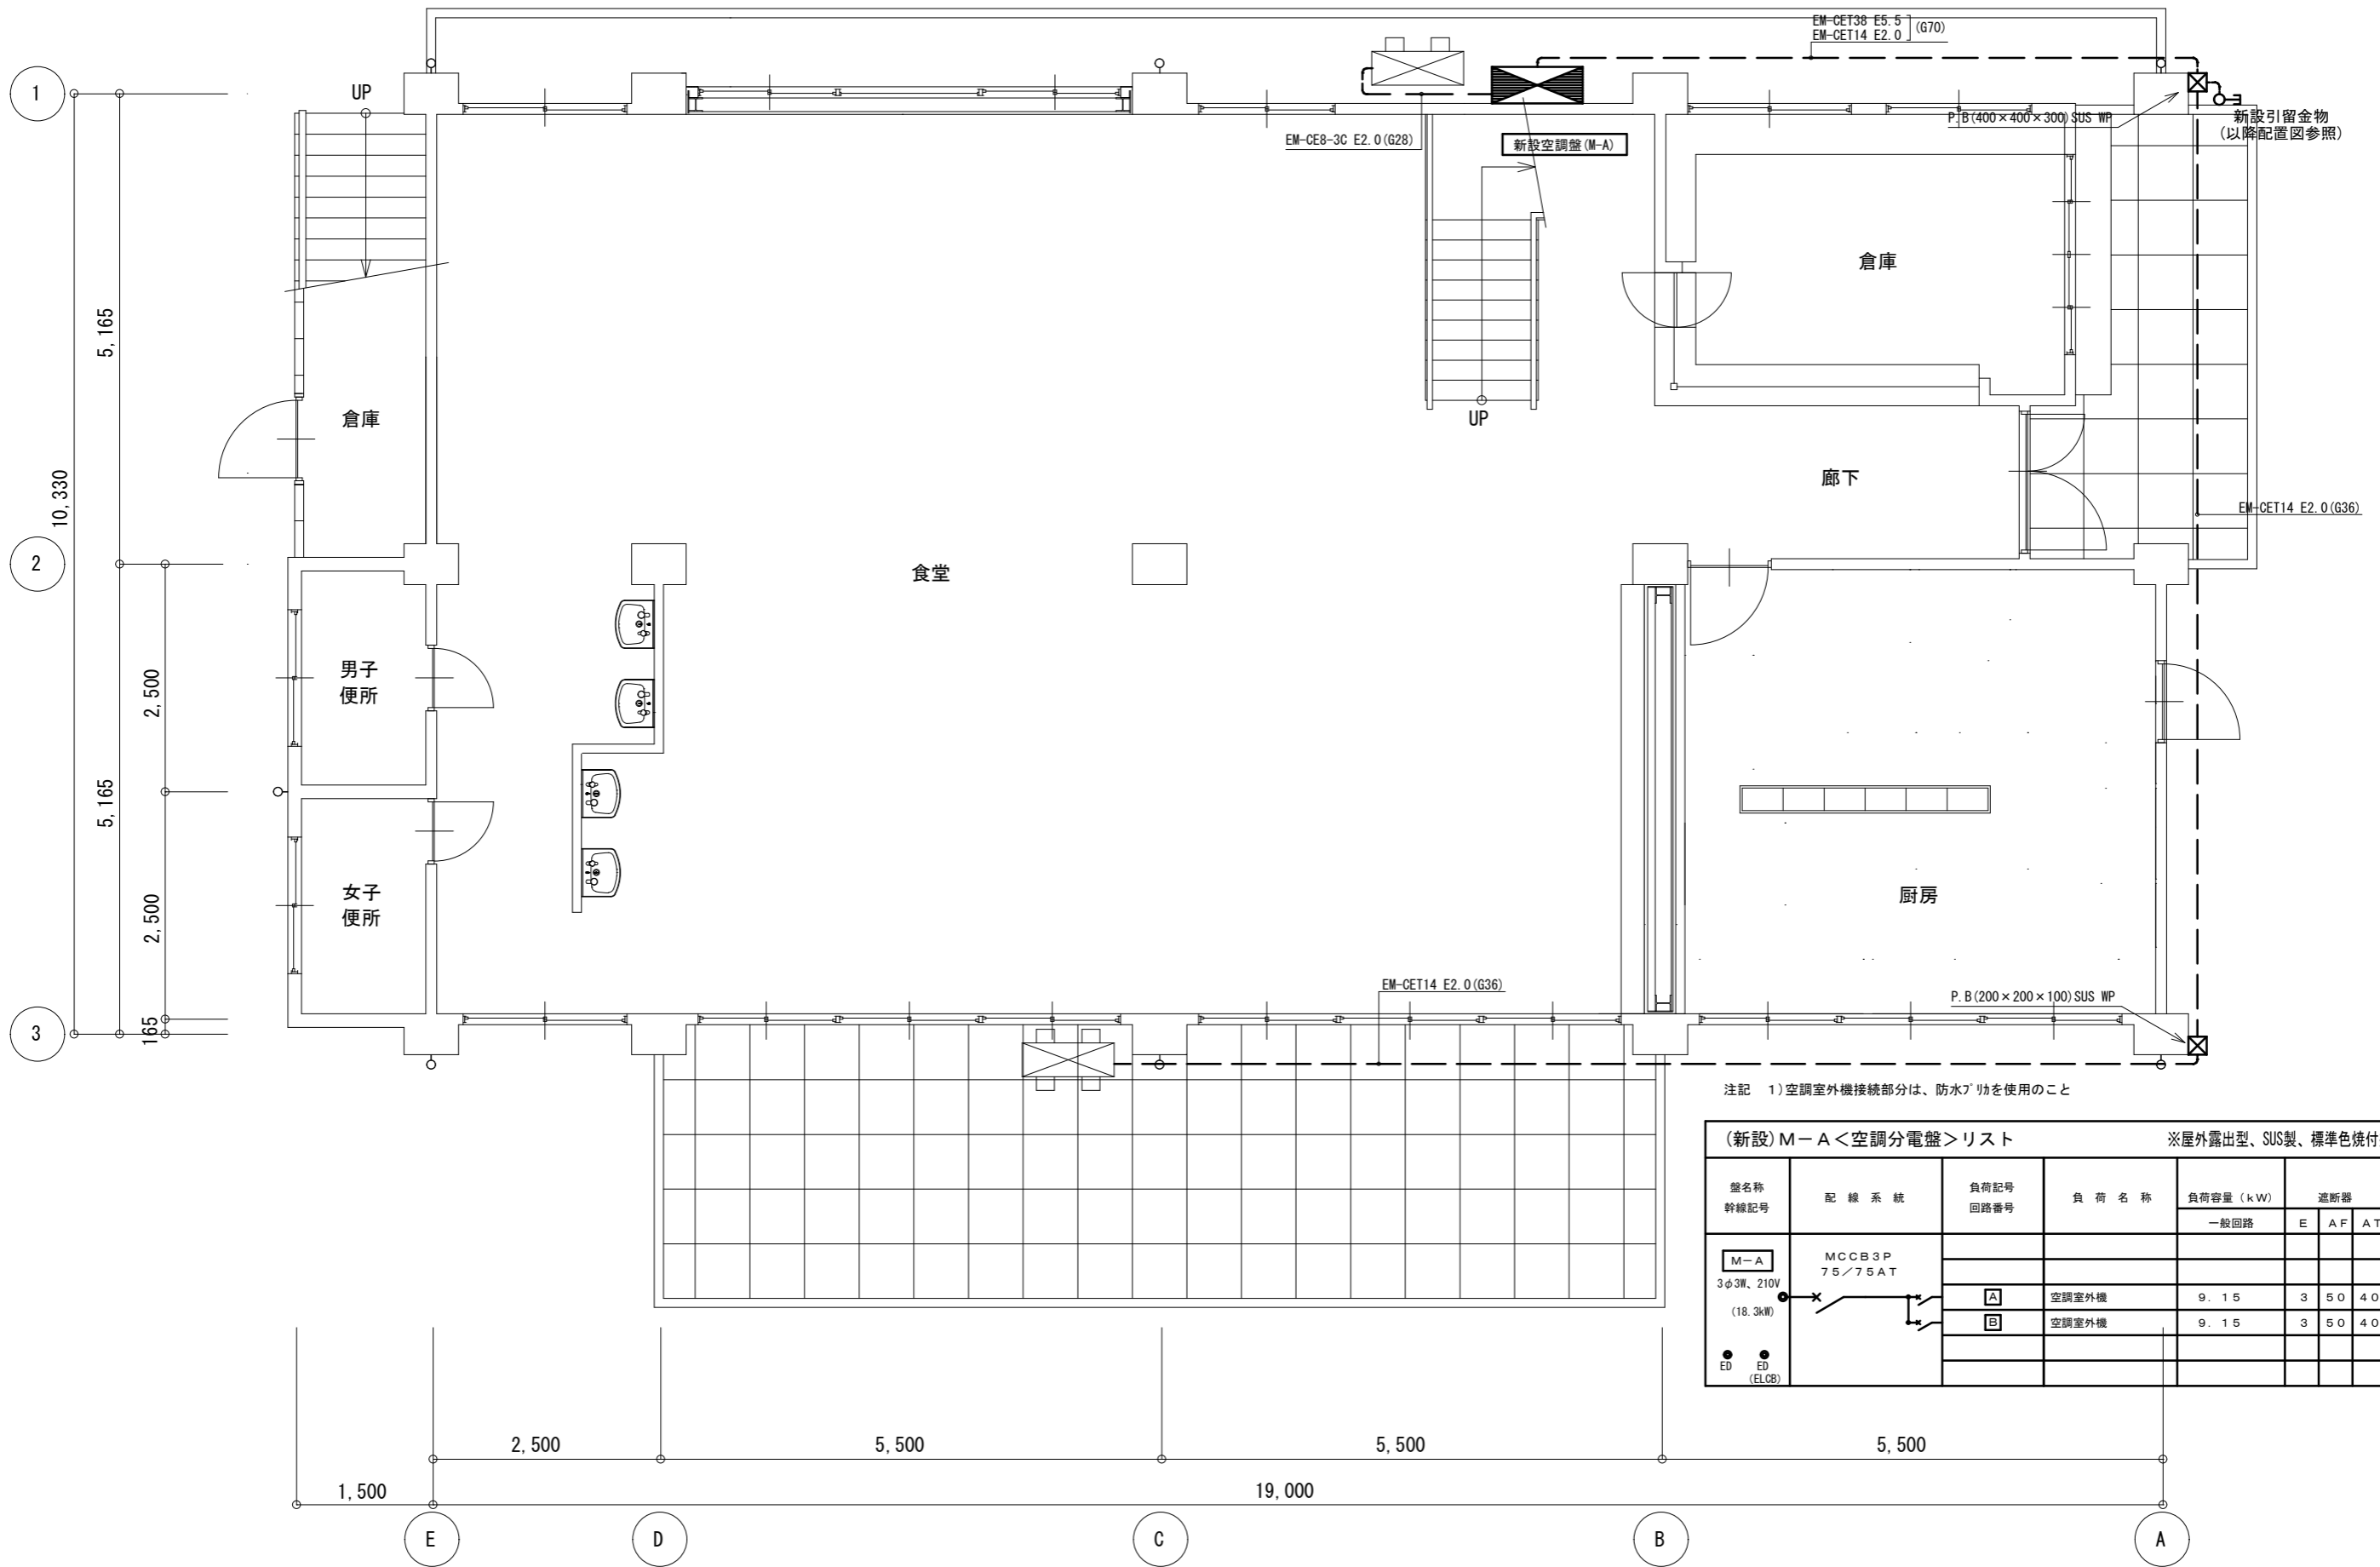 EM-CET38 E5.5
EM-CET14 E2.0
(G70)
1
UP
P.B(400×400×300)SUS WP
新設引留金物
(以降配置図参照)
EM-CE8-3C E2.0(G28)
新設空調盤(M-A)
倉庫
5,165
倉庫
UP
廊下
10,330
EM-CET14 E2.0(G36)
2
食堂
男子
便所
2,500
5,165
女子
便所
2,500
厨房
EM-CET14 E2.0(G36)
P.B(200×200×100)SUS WP
165
3
注記 1)空調室外機接続部分は、防水ﾌﾟﾘｶを使用のこと
(新設)M－A＜空調分電盤＞リスト ※屋外露出型、SUS製、標準色焼付
盤名称
幹線記号
配線系統
負荷記号
回路番号
負荷名称
負荷容量(kW)
一般回路
遮断器
E AF AT
M－A
3φ3W、210V
(18.3kW)
MCCB3P
75／75AT
A 空調室外機 9.15 3 50 40
B 空調室外機 9.15 3 50 40
ED ED
(ELCB)
2,500 5,500 5,500 5,500
1,500 19,000
E D C B A